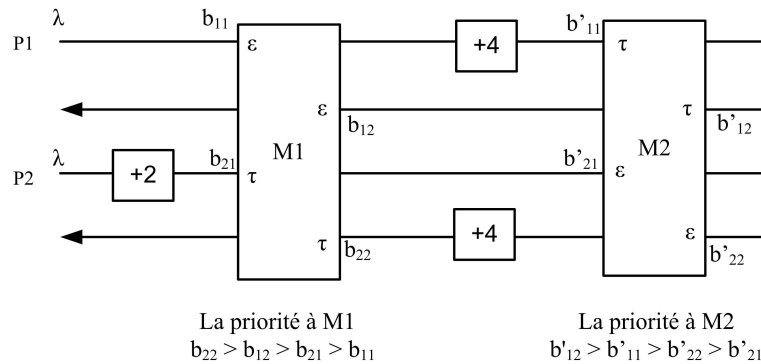 λ b₁₁ b'₁₁
P1 ε +4 τ
ε τ
b₁₂ b'₁₂
λ b₂₁ M1 b'₂₁ M2
P2 +2 τ ε
τ b₂₂ +4 ε b'₂₂
La priorité à M1 La priorité à M2
b₂₂ > b₁₂ > b₂₁ > b₁₁ b'₁₂ > b'₁₁ > b'₂₂ > b'₂₁